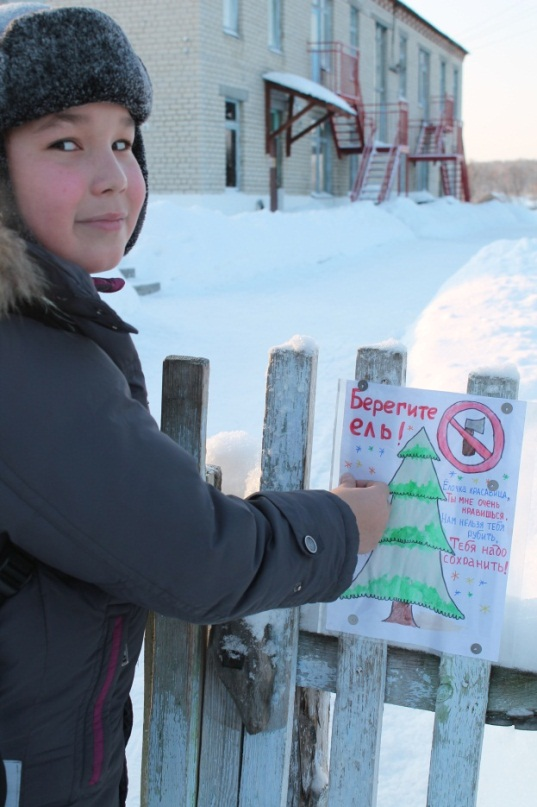 Берегите
ель!
Ёлочка красавица,
Ты мне очень
нравишься.
Нам нельзя тебя
рубить,
Тебя надо
сохранить!